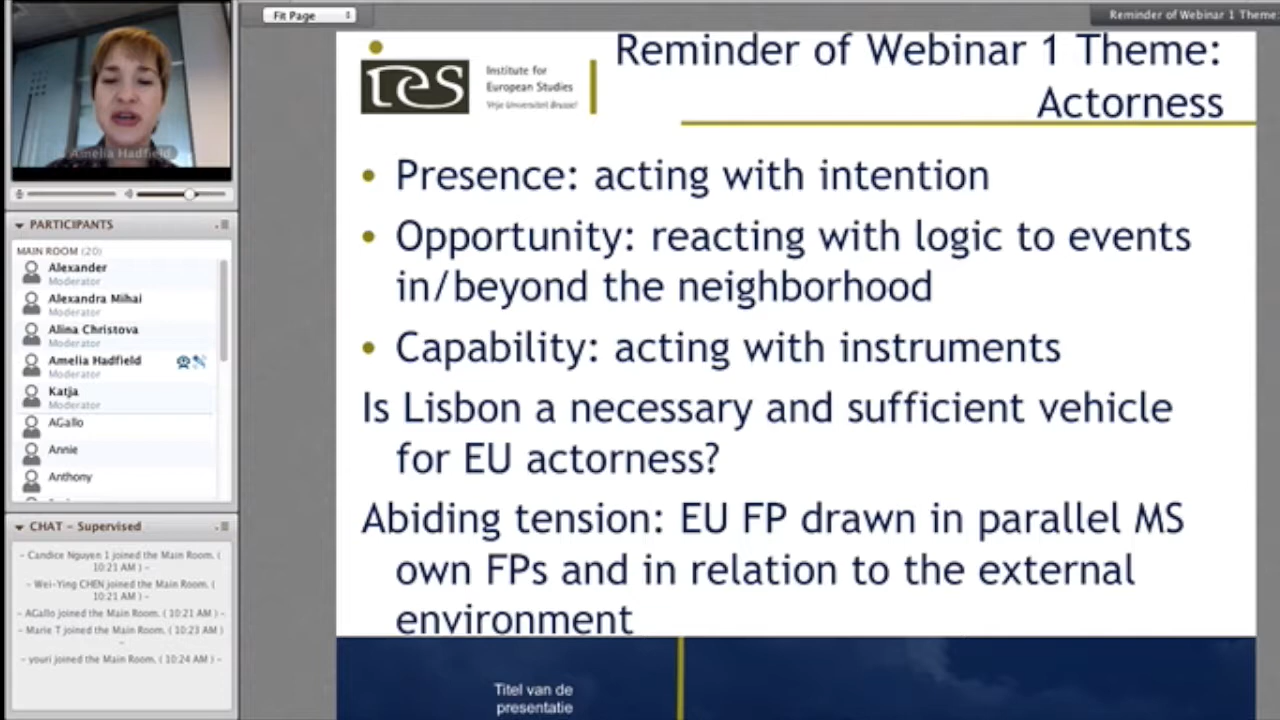 Fit Page
Reminder of Webinar 1 Theme:
Amelia Hadfield
PARTICIPANTS
MAIN ROOM (20)
Alexander
Moderator
Alexandra Mihai
Moderator
Alina Christova
Moderator
Amelia Hadfield
Moderator
Katja
Moderator
AGallo
Annie
Anthony
CHAT – Supervised
– Candice Nguyen 1 joined the Main Room. (
10:21 AM ) –
– Wei-Ying CHEN joined the Main Room. (
10:21 AM ) –
– AGallo joined the Main Room. ( 10:21 AM ) –
– Marie T joined the Main Room. ( 10:23 AM )
–
– youri joined the Main Room. ( 10:24 AM ) –
ies
Institute for
European Studies
Vrije Universiteit Brussel
Reminder of Webinar 1 Theme:
Actorness
• Presence: acting with intention
• Opportunity: reacting with logic to events
in/beyond the neighborhood
• Capability: acting with instruments
Is Lisbon a necessary and sufficient vehicle
for EU actorness?
Abiding tension: EU FP drawn in parallel MS
own FPs and in relation to the external
environment
Titel van de
presentatie